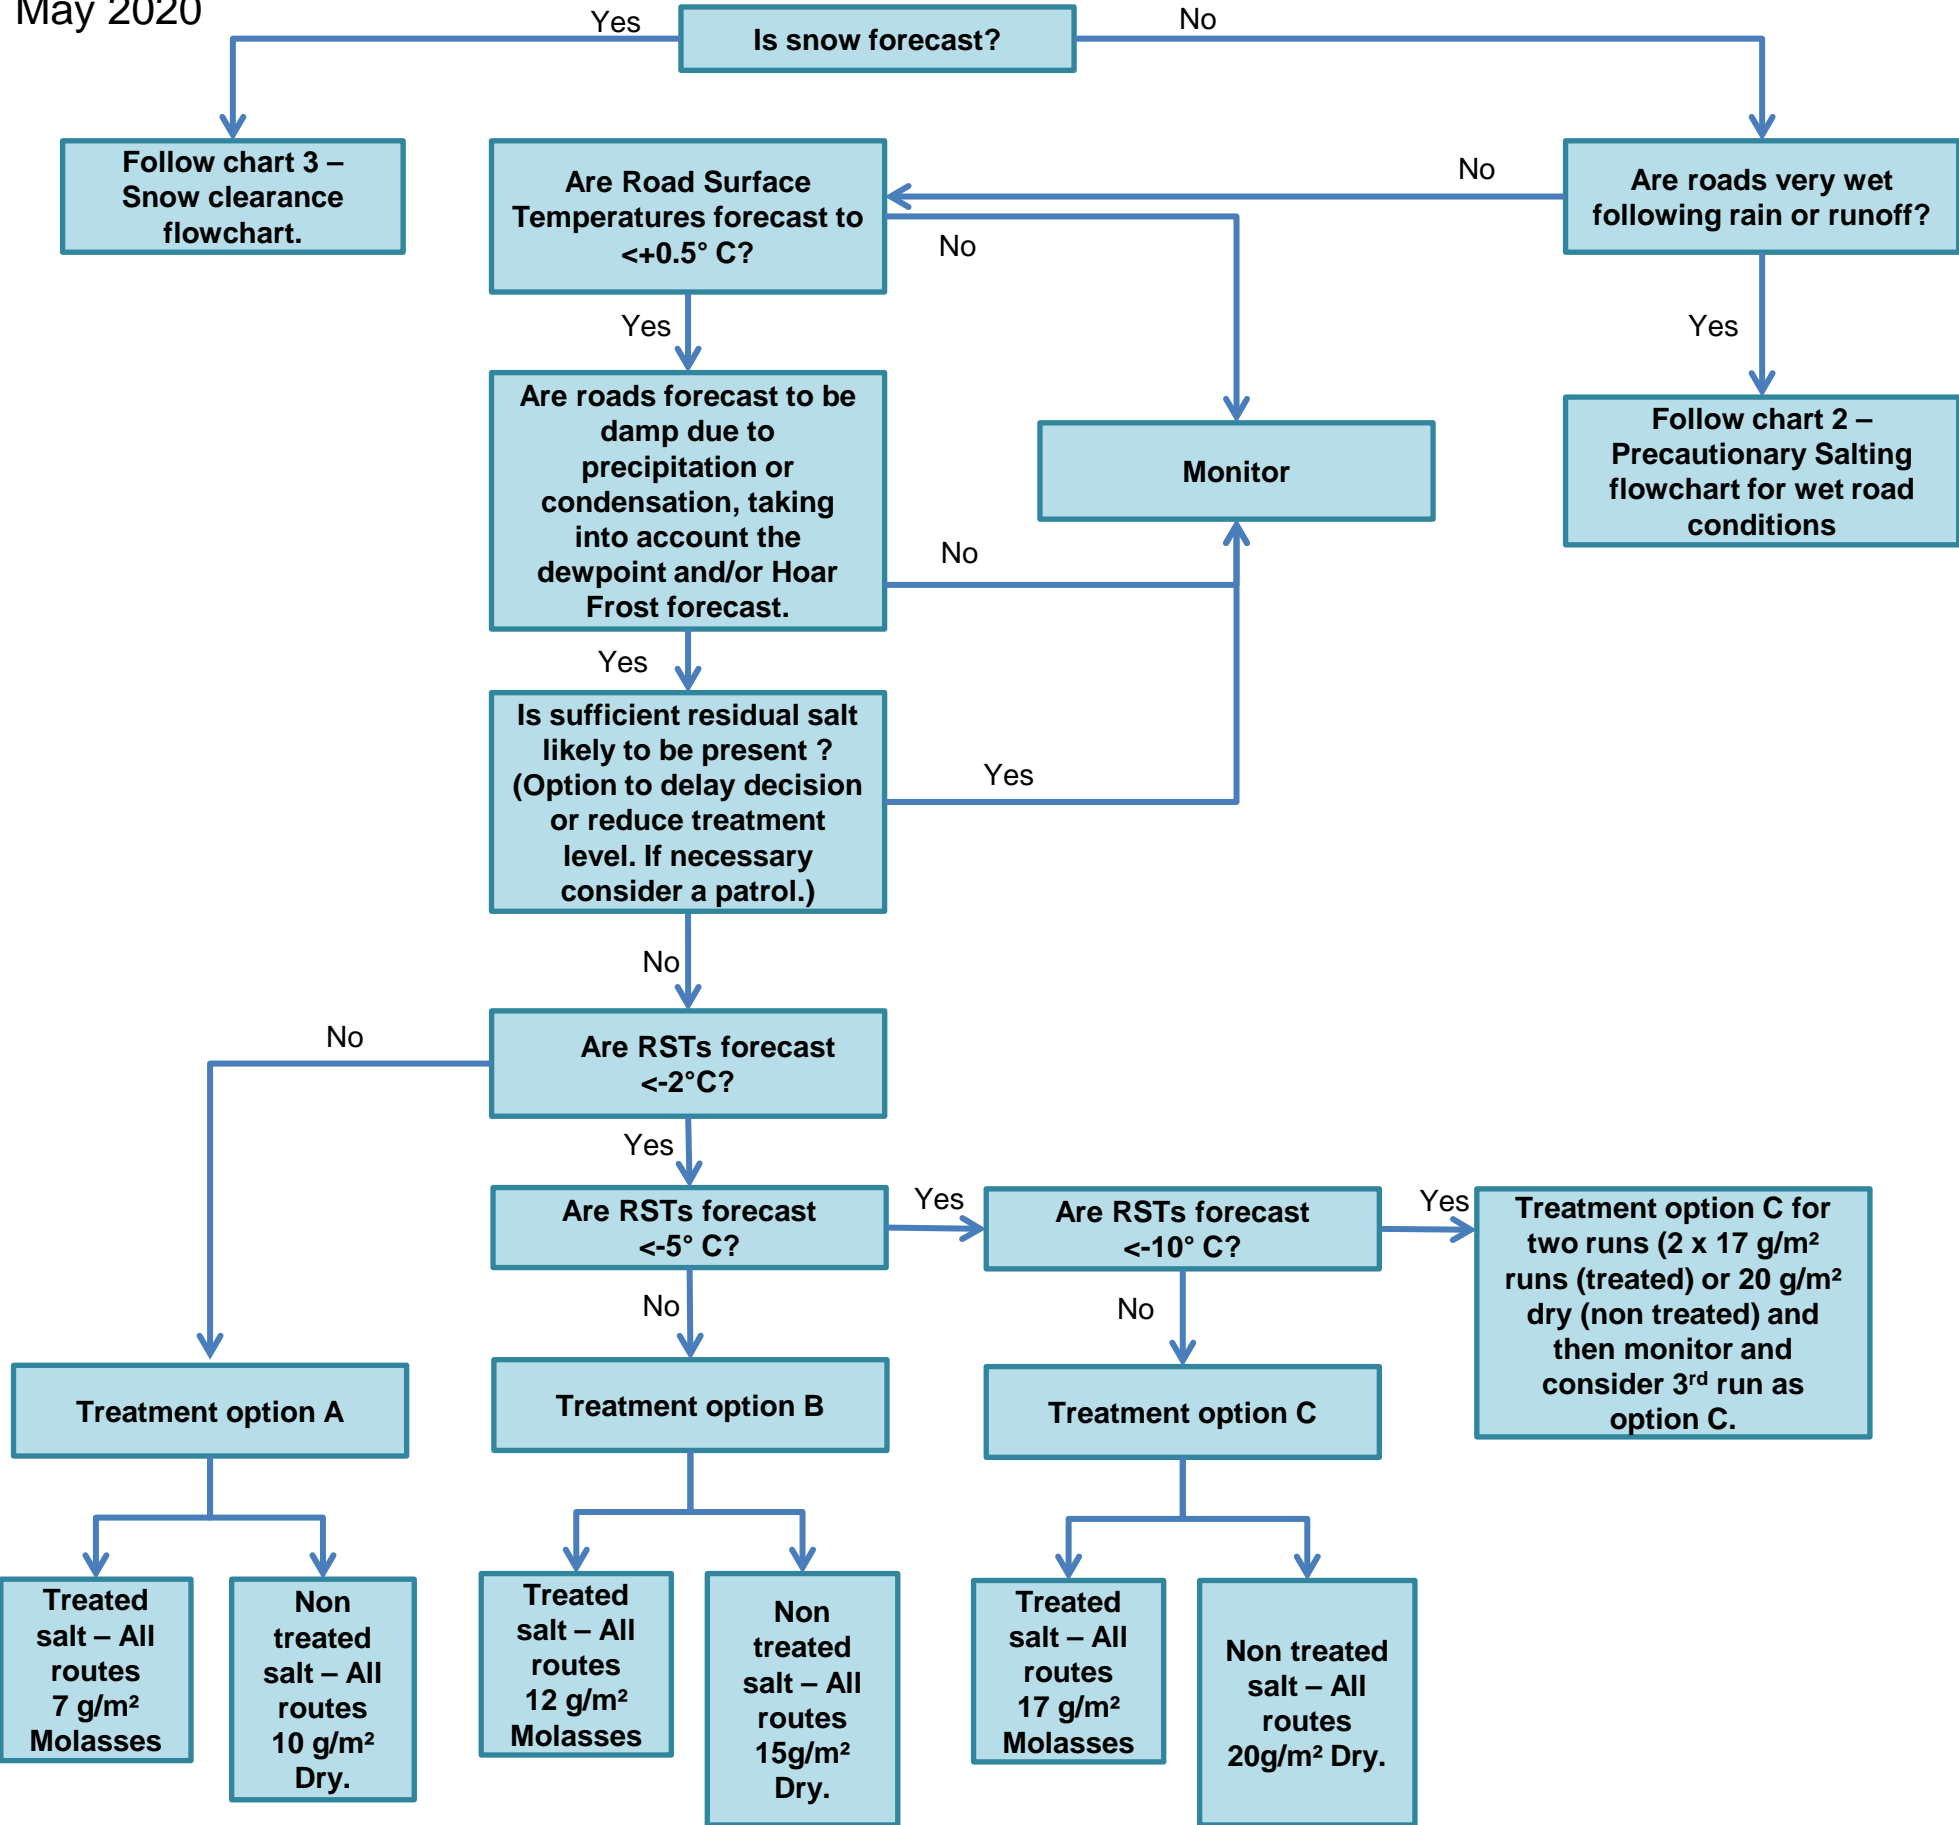 May 2020
Yes
Is snow forecast?
No
Follow chart 3 –
Snow clearance
flowchart.
Are Road Surface
Temperatures forecast to
<+0.5° C?
No
Are roads very wet
following rain or runoff?
No
Yes
Yes
Are roads forecast to be
damp due to
precipitation or
condensation, taking
into account the
dewpoint and/or Hoar
Frost forecast.
Monitor
Follow chart 2 –
Precautionary Salting
flowchart for wet road
conditions
No
Yes
Is sufficient residual salt
likely to be present ?
(Option to delay decision
or reduce treatment
level. If necessary
consider a patrol.)
Yes
No
No
Are RSTs forecast
<-2°C?
Yes
Are RSTs forecast
<-5° C?
Yes
Are RSTs forecast
<-10° C?
Yes
Treatment option C for
two runs (2 x 17 g/m²
runs (treated) or 20 g/m²
dry (non treated) and
then monitor and
consider 3rd run as
option C.
No
No
Treatment option A
Treatment option B
Treatment option C
Treated
salt – All
routes
7 g/m²
Molasses
Non
treated
salt – All
routes
10 g/m²
Dry.
Treated
salt – All
routes
12 g/m²
Molasses
Non
treated
salt – All
routes
15g/m²
Dry.
Treated
salt – All
routes
17 g/m²
Molasses
Non treated
salt – All
routes
20g/m² Dry.